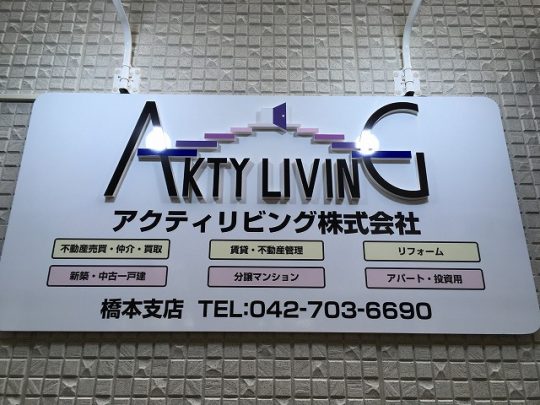 AKTY LIVING
アクティリビング株式会社
不動産売買・仲介・買取 賃貸・不動産管理 リフォーム
新築・中古一戸建 分譲マンション アパート・投資用
橋本支店 TEL:042-703-6690